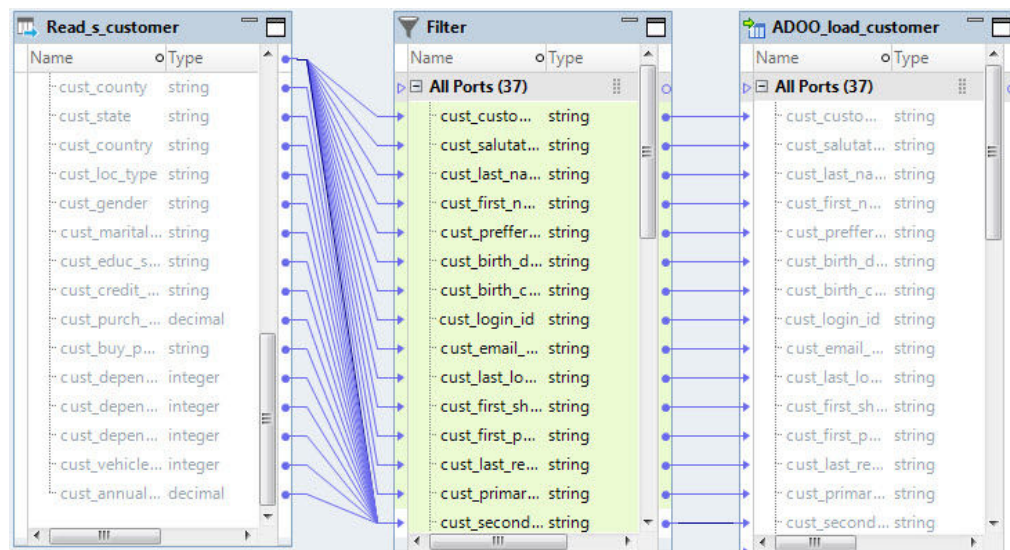 Read_s_customer
Name Type
cust_county string
cust_state string
cust_country string
cust_loc_type string
cust_gender string
cust_marital... string
cust_educ_s... string
cust_credit_... string
cust_purch_... decimal
cust_buy_p... string
cust_depen... integer
cust_depen... integer
cust_depen... integer
cust_vehicle... integer
cust_annual... decimal
Filter
Name Type
All Ports (37)
cust_custo... string
cust_salutat... string
cust_last_na... string
cust_first_n... string
cust_preffer... string
cust_birth_d... string
cust_birth_c... string
cust_login_id string
cust_email_... string
cust_last_lo... string
cust_first_sh... string
cust_first_p... string
cust_last_re... string
cust_primar... string
cust_second... string
ADOO_load_customer
Name Type
All Ports (37)
cust_custo... string
cust_salutat... string
cust_last_na... string
cust_first_n... string
cust_preffer... string
cust_birth_d... string
cust_birth_c... string
cust_login_id string
cust_email_... string
cust_last_lo... string
cust_first_sh... string
cust_first_p... string
cust_last_re... string
cust_primar... string
cust_second... string